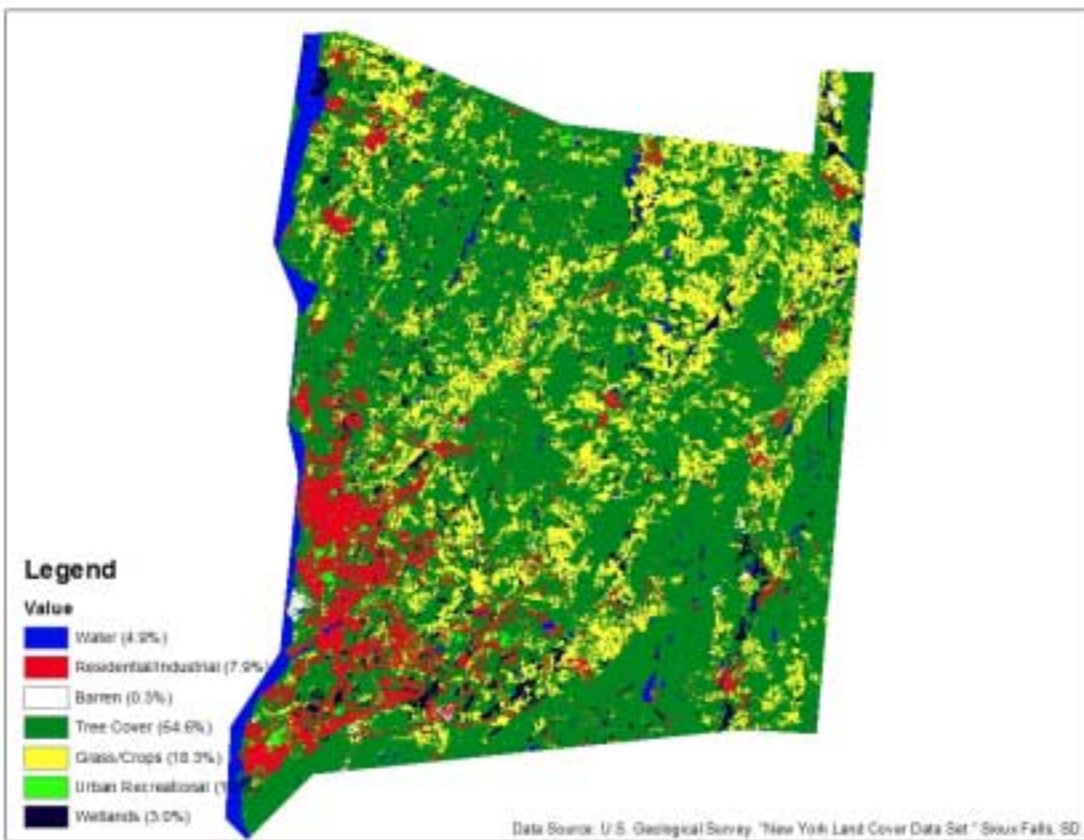 Legend
Value
Water (4.9%)
Residential/Industrial (7.9%)
Barren (0.3%)
Tree Cover (64.6%)
Grass/Crops (18.3%)
Urban Recreational
Wetlands (3.0%)
Data Source: U.S. Geological Survey. "New York Land Cover Data Set" Sioux Falls, SD